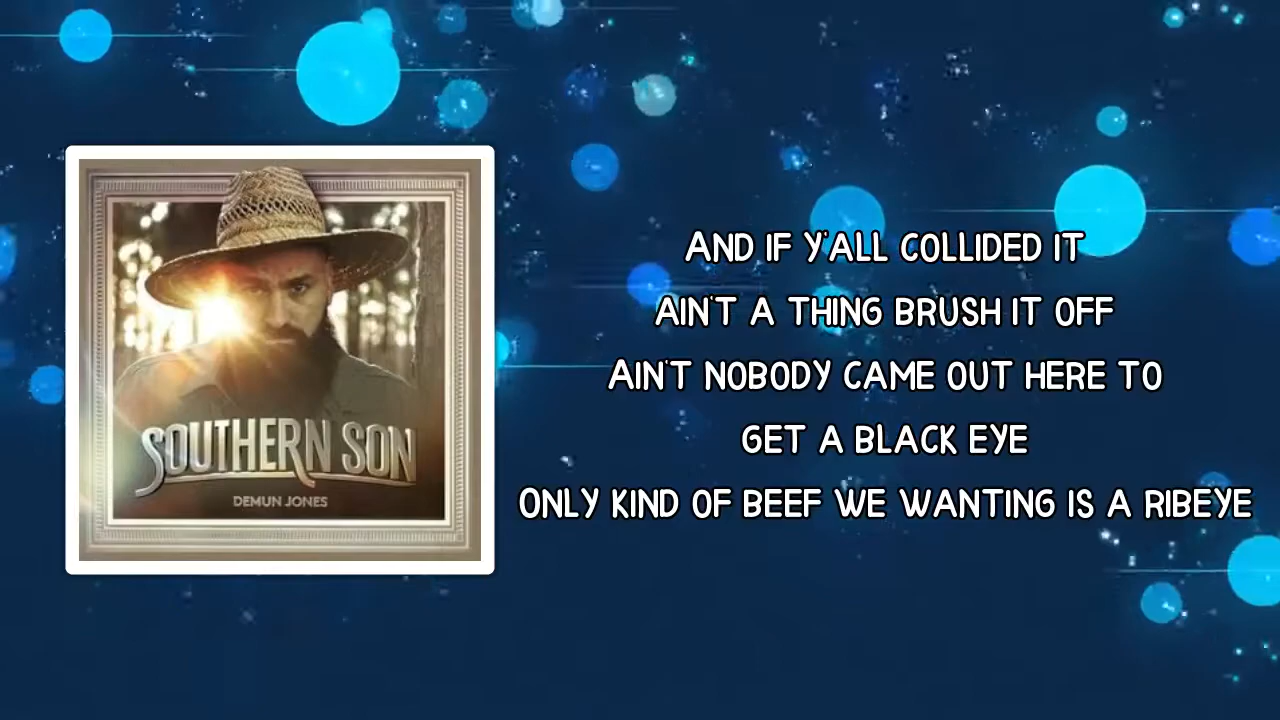 SOUTHERN SON
DEMUN JONES
AND IF Y'ALL COLLIDED IT
AIN'T A THING BRUSH IT OFF
AIN'T NOBODY CAME OUT HERE TO
GET A BLACK EYE
ONLY KIND OF BEEF WE WANTING IS A RIBEYE